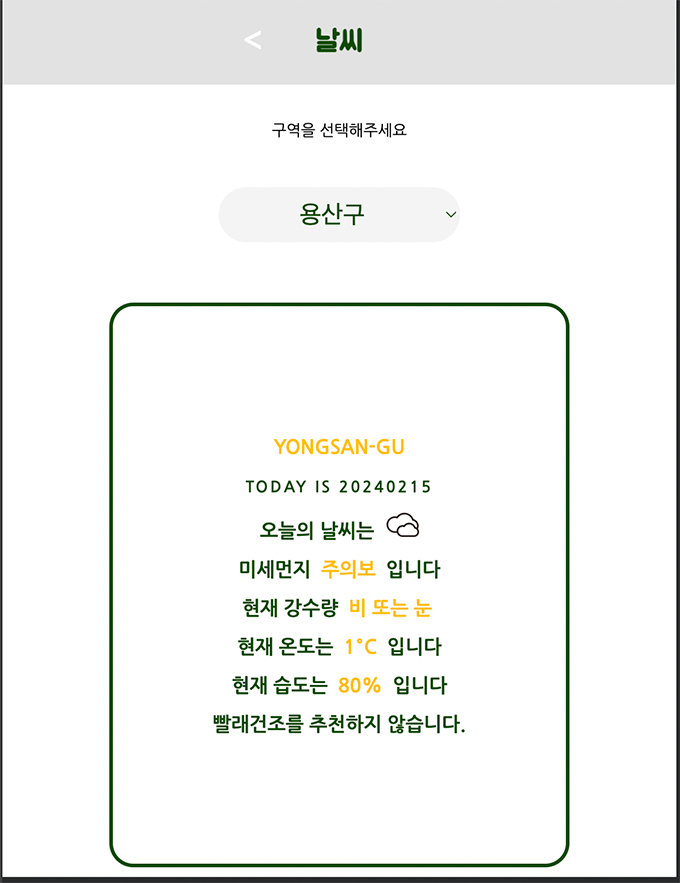 < 날씨
구역을 선택해주세요
용산구
YONGSAN-GU
TODAY IS 20240215
오늘의 날씨는
미세먼지 주의보 입니다
현재 강수량 비 또는 눈
현재 온도는 1°C 입니다
현재 습도는 80% 입니다
빨래건조를 추천하지 않습니다.